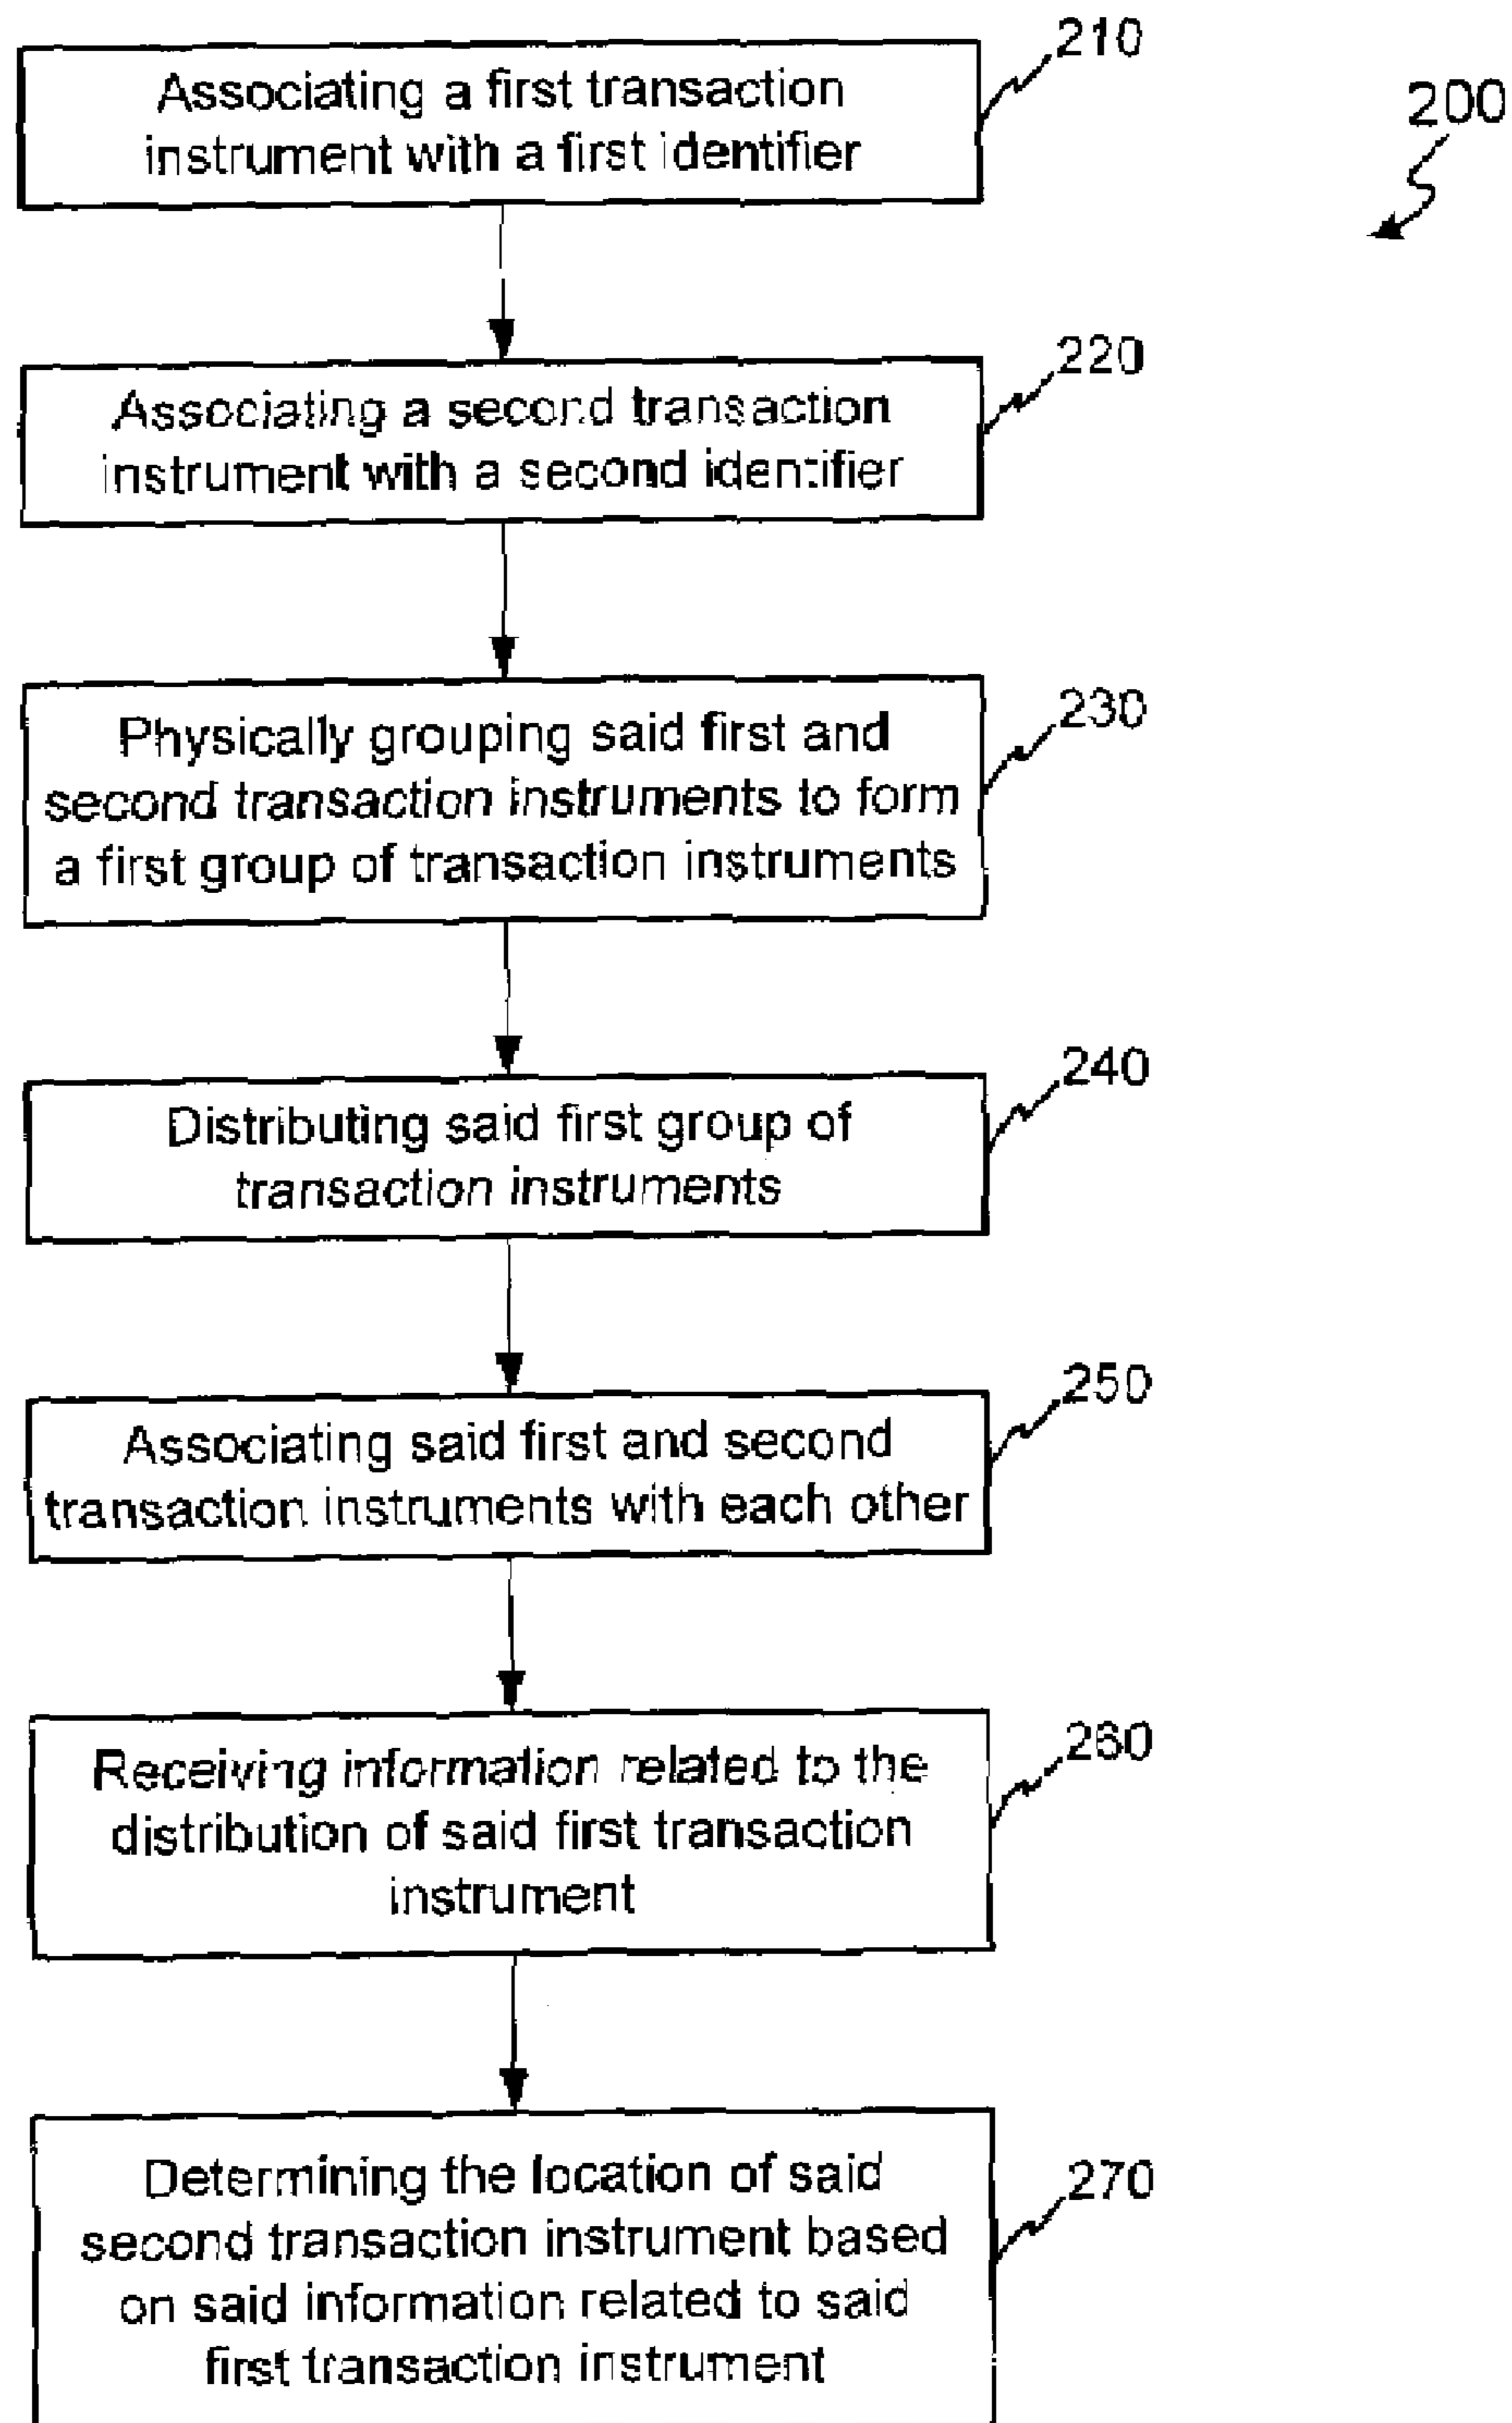 210
200
Associating a first transaction
instrument with a first identifier
220
Associating a second transaction
instrument with a second identifier
230
Physically grouping said first and
second transaction instruments to form
a first group of transaction instruments
240
Distributing said first group of
transaction instruments
250
Associating said first and second
transaction instruments with each other
260
Receiving information related to the
distribution of said first transaction
instrument
270
Determining the location of said
second transaction instrument based
on said information related to said
first transaction instrument